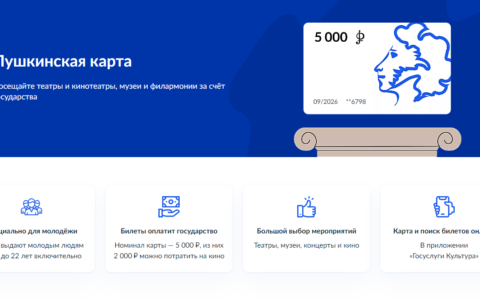 Пушкинская карта
посещайте театры и кинотеатры, музеи и филармонии за счёт
государства
5 000 ₽
09/2026 **6798
циально для молодёжи
выдают молодым людям
до 22 лет включительно
Билеты оплатит государство
Номинал карты — 5 000 ₽, из них
2 000 ₽ можно потратить на кино
Большой выбор мероприятий
Театры, музеи, концерты и кино
Карта и поиск билетов он
В приложении
«Госуслуги Культура»